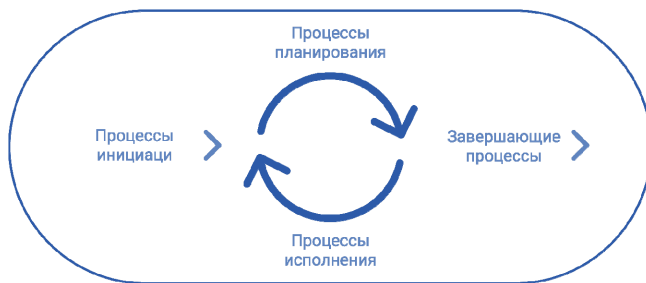 Процессы
планирования
Процессы
инициаци
Завершающие
процессы
Процессы
исполнения